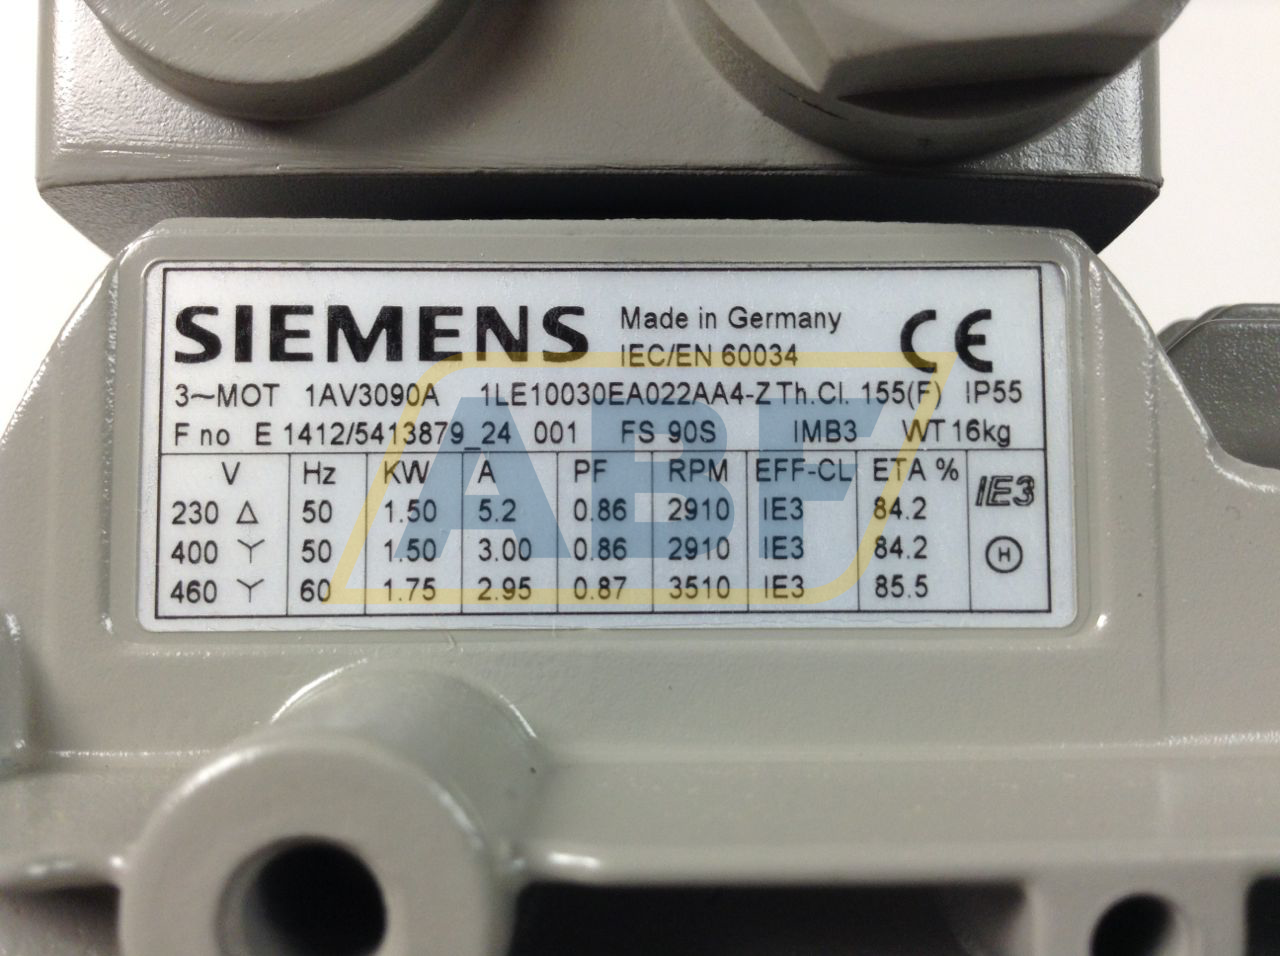 SIEMENS Made in Germany
IEC/EN 60034
CE
3~MOT 1AV3090A 1LE10030EA022AA4-Z Th.Cl. 155(F) IP55
F no E 1412/5413879_24 001 FS 90S IMB3 WT 16kg
V Hz KW A PF RPM EFF-CL ETA %
230 △ 50 1.50 5.2 0.86 2910 IE3 84.2
400 Y 50 1.50 3.00 0.86 2910 IE3 84.2
460 Y 60 1.75 2.95 0.87 3510 IE3 85.5
IE3
H
ABF